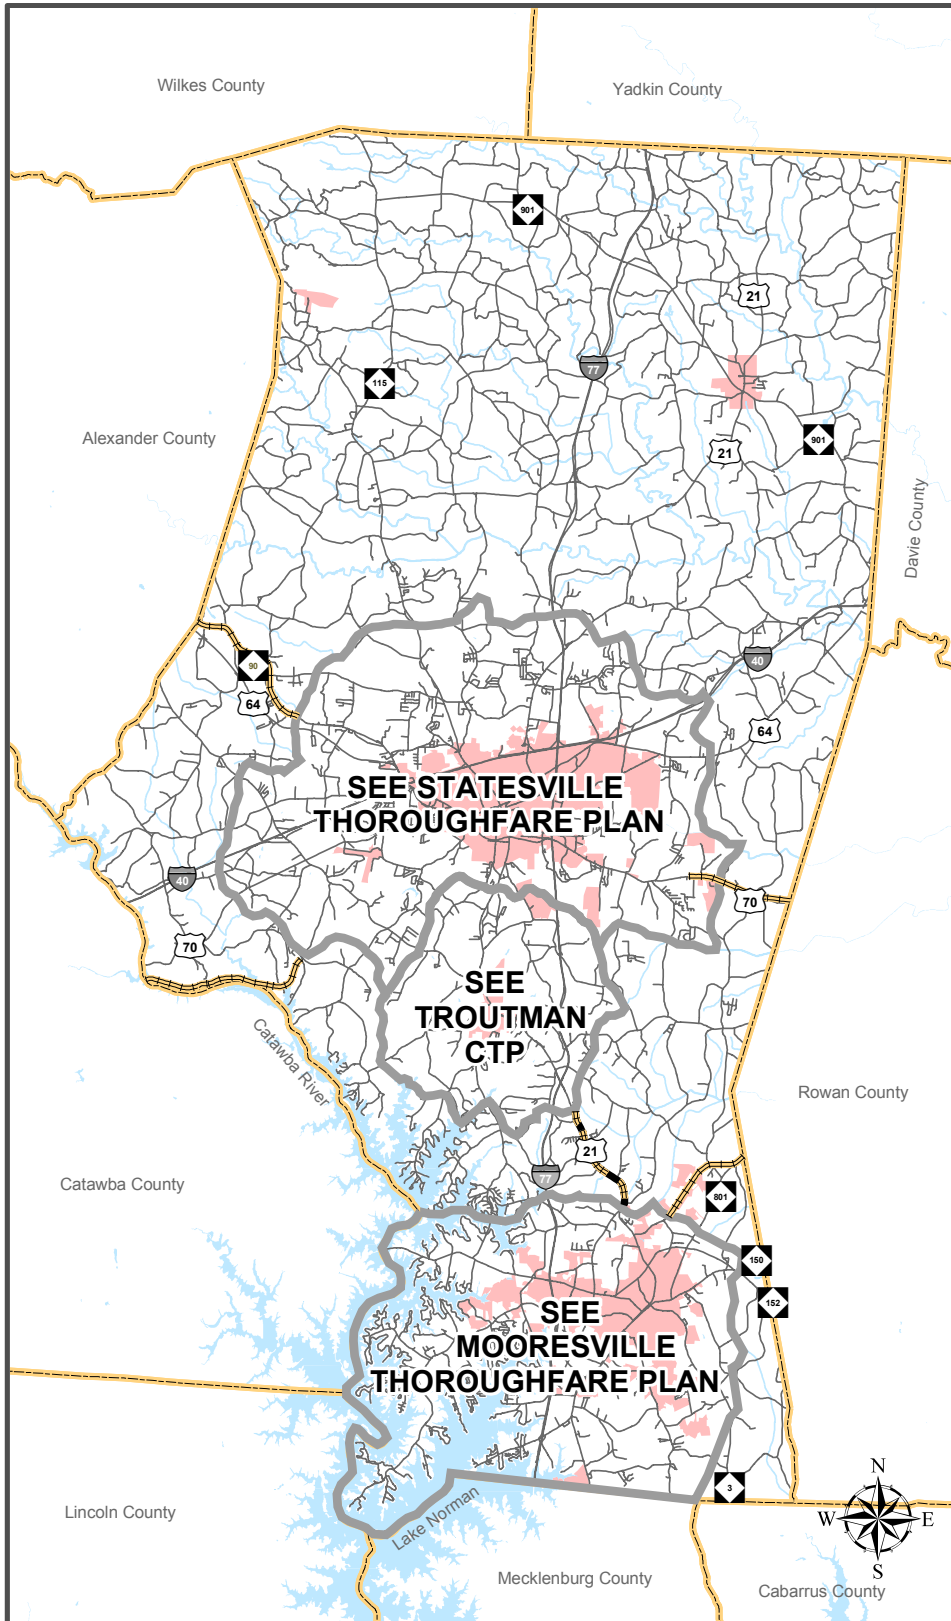 Wilkes County
Yadkin County
901
21
77
115
Alexander County
901
21
Davie County
40
90
64
64
SEE STATESVILLE
THOROUGHFARE PLAN
40
70
70
SEE
TROUTMAN
CTP
Catawba River
Rowan County
21
77
Catawba County
801
150
152
SEE
MOORESVILLE
THOROUGHFARE PLAN
3
N
W
E
S
Lincoln County
Lake Norman
Mecklenburg County
Cabarrus County